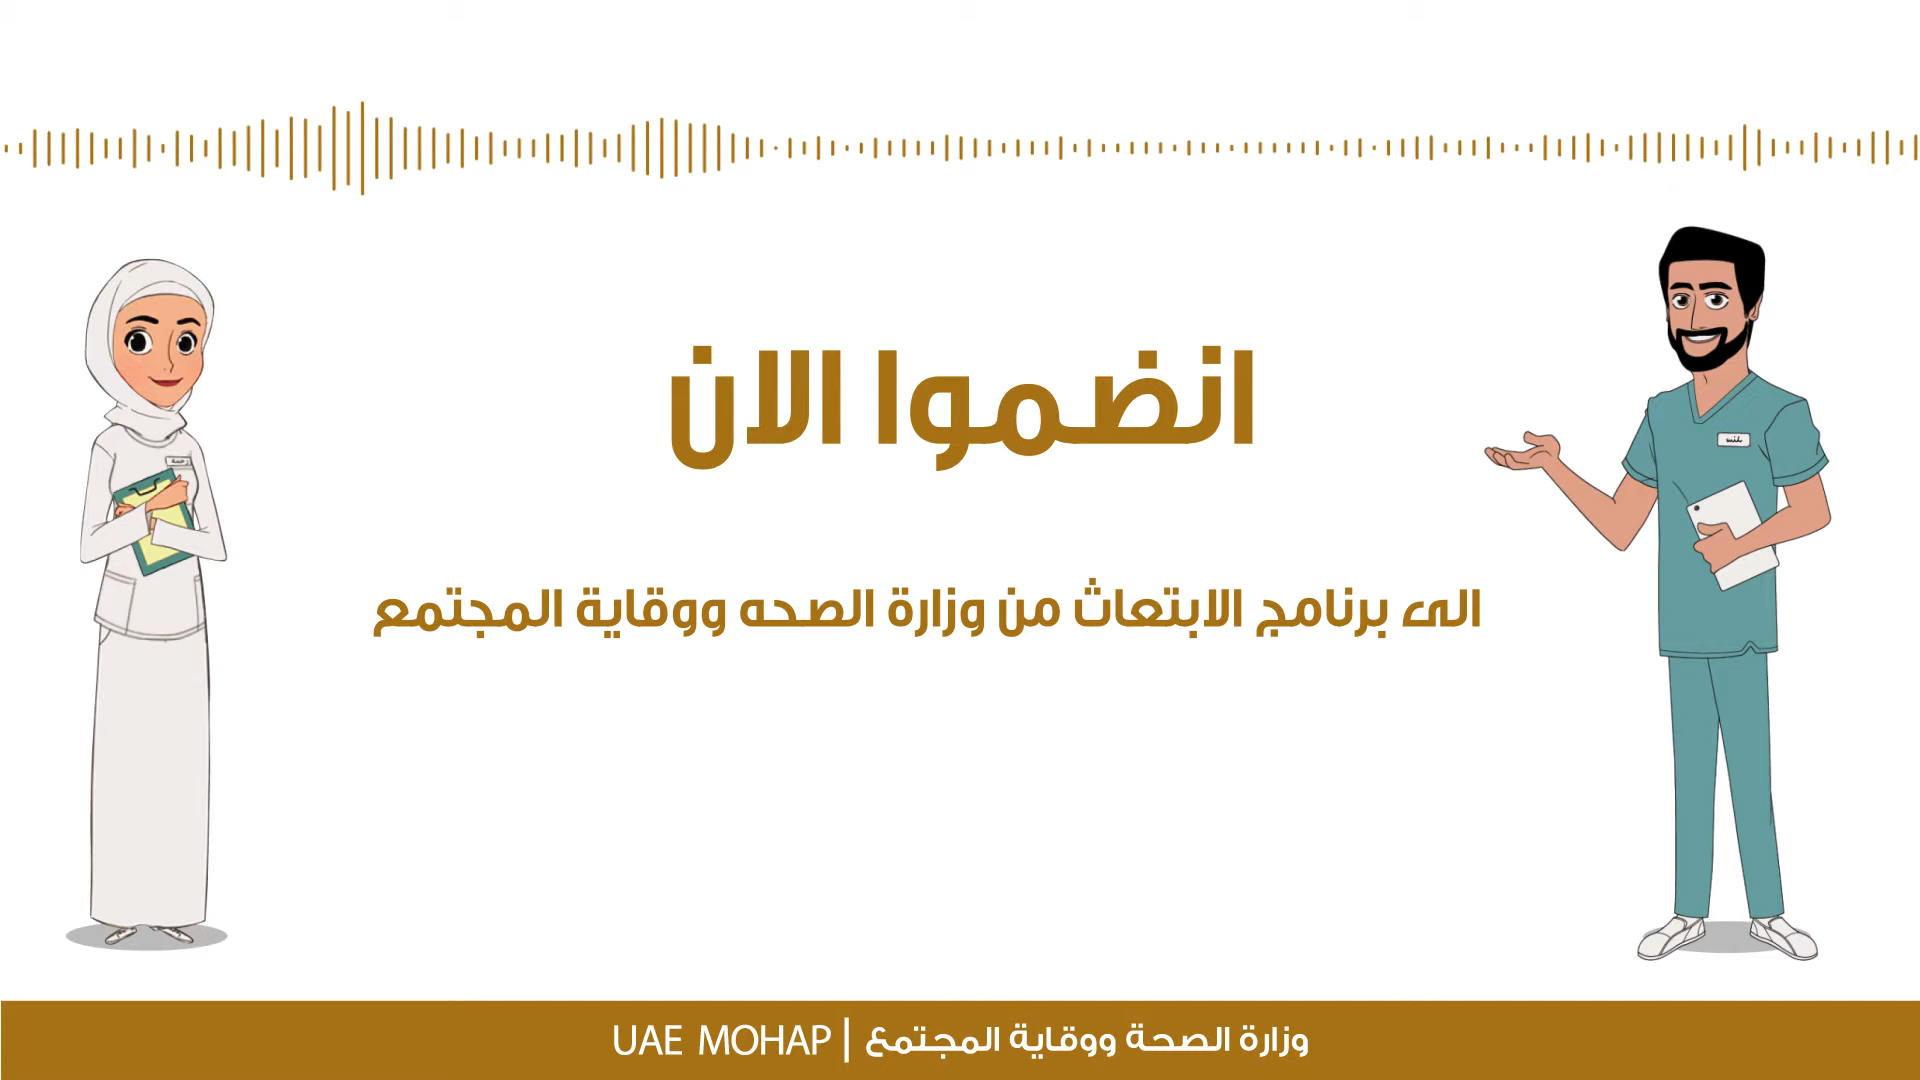 انضموا الان
الى برنامج الابتعاث من وزارة الصحه ووقاية المجتمع
وزارة الصحة ووقاية المجتمع | UAE MOHAP